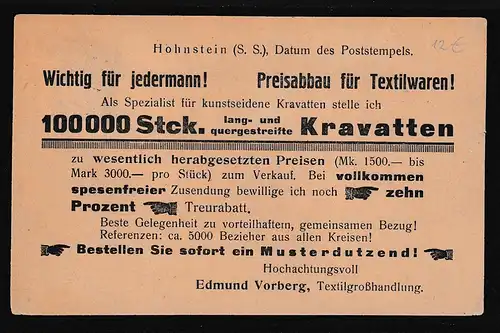 Hohnstein (S. S.), Datum des Poststempels.
12 €
Wichtig für jedermann! Preisabbau für Textilwaren!
Als Spezialist für kunstseidene Kravatten stelle ich
100000 Stck. lang- und quergestreifte Kravatten
zu wesentlich herabgesetzten Preisen (Mk. 1500.— bis
Mark 3000.— pro Stück) zum Verkauf. Bei vollkommen
spesenfreier Zusendung bewillige ich noch zehn
Prozent Treurabatt.
Beste Gelegenheit zu vorteilhaftem, gemeinsamen Bezug!
Referenzen: ca. 5000 Bezieher aus allen Kreisen!
Bestellen Sie sofort ein Musterdutzend!
Hochachtungsvoll
Edmund Vorberg, Textilgroßhandlung.